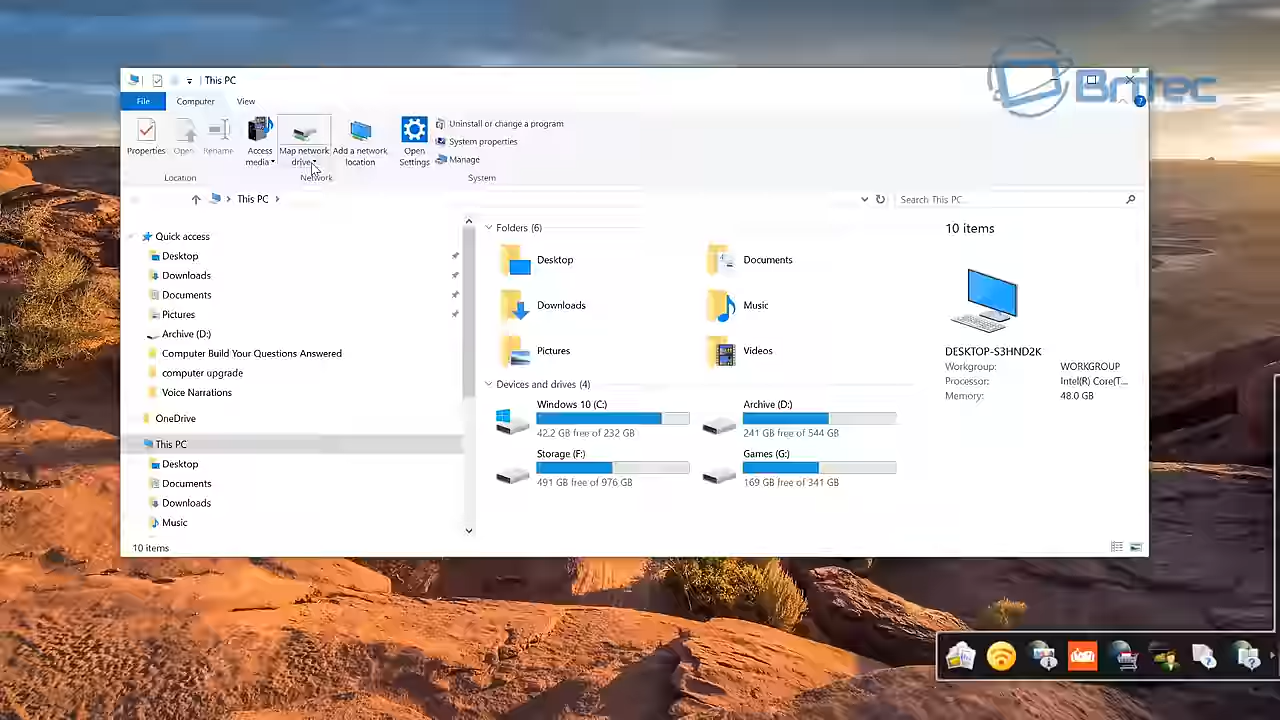 This PC
Britec
File Computer View
Properties Open Rename Access media Map network drive Add a network location Open Settings Uninstall or change a program
System properties
Manage
Location Network System
This PC
Search This PC
Quick access
Desktop
Downloads
Documents
Pictures
Archive (D:)
Computer Build Your Questions Answered
computer upgrade
Voice Narrations
OneDrive
This PC
Desktop
Documents
Downloads
Music
Folders (6)
Desktop Documents
Downloads Music
Pictures Videos
Devices and drives (4)
Windows 10 (C:)
42.2 GB free of 232 GB
Archive (D:)
241 GB free of 544 GB
Storage (F:)
491 GB free of 976 GB
Games (G:)
169 GB free of 341 GB
10 items
DESKTOP-S3HND2K
Workgroup: WORKGROUP
Processor: Intel(R) Core(T...
Memory: 48.0 GB
10 items